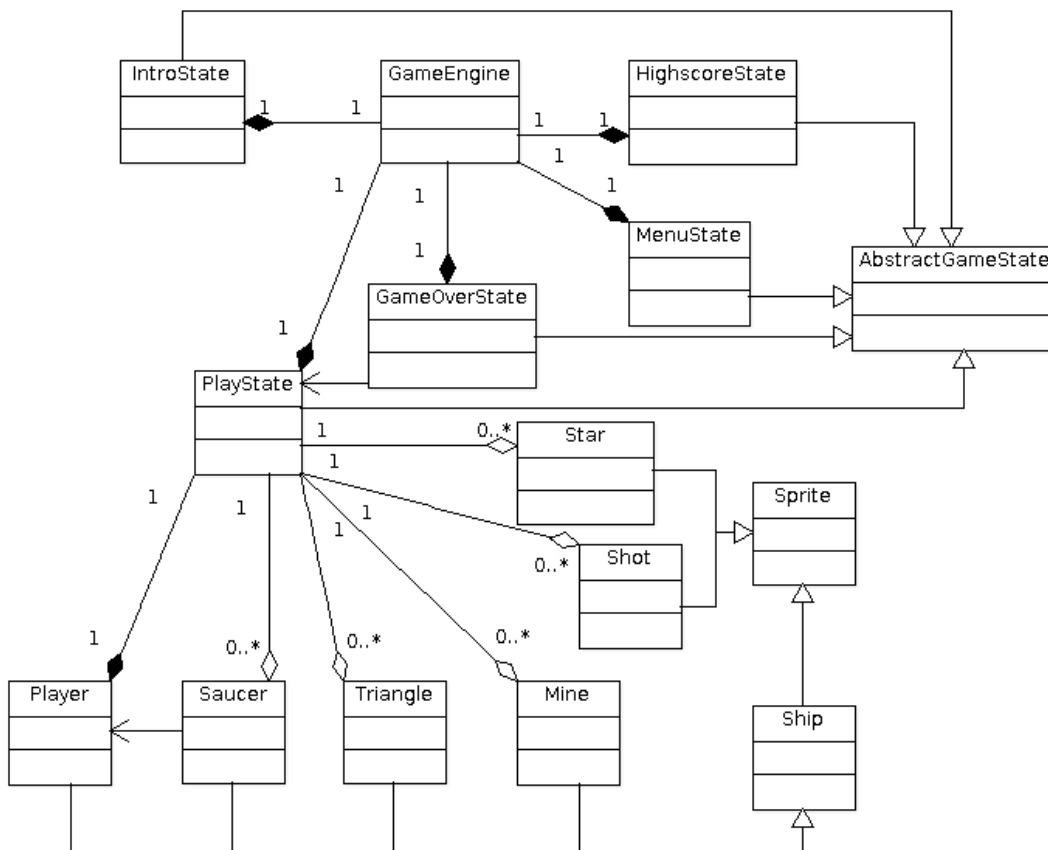 IntroState
GameEngine
HighscoreState
1
1
1
1
1
1
1
1
MenuState
AbstractGameState
1
GameOverState
1
PlayState
1
0..*
Star
1
1
1
1
1
Sprite
0..*
Shot
1
0..*
0..*
0..*
Player
Saucer
Triangle
Mine
Ship